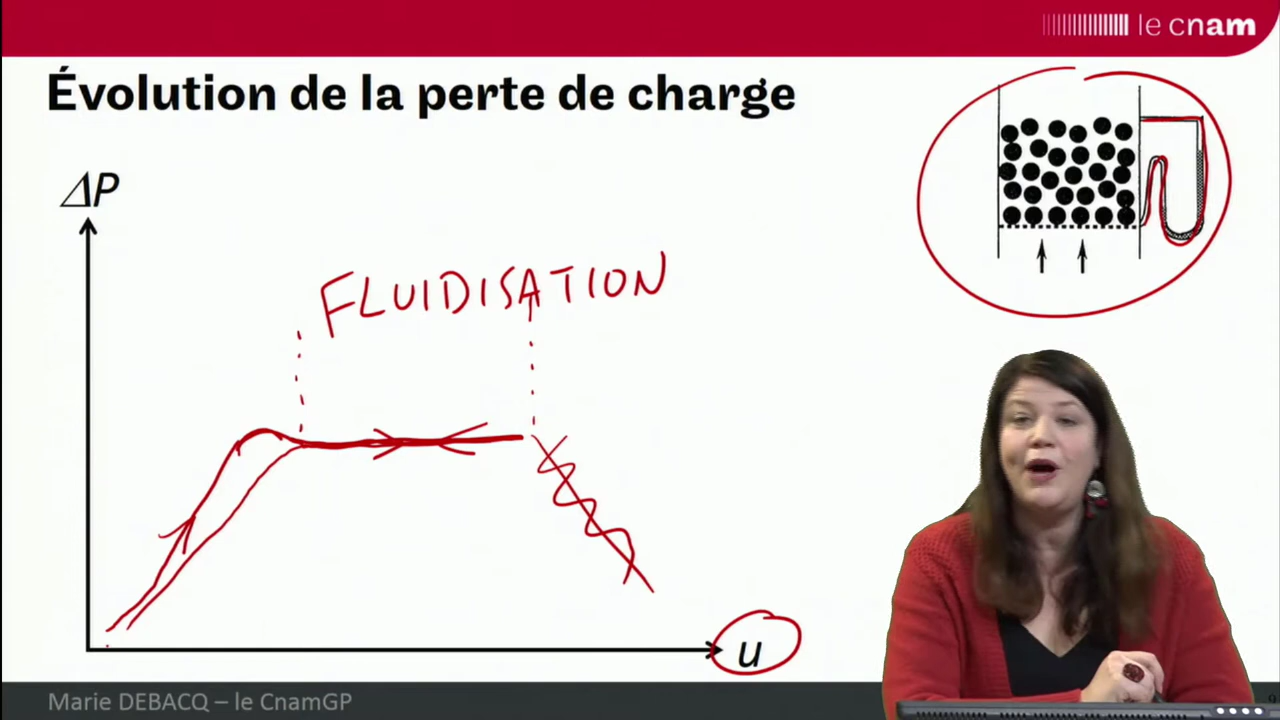 le cnam
Évolution de la perte de charge
ΔP
FLUIDISATION
u
Marie DEBACQ – le CnamGP